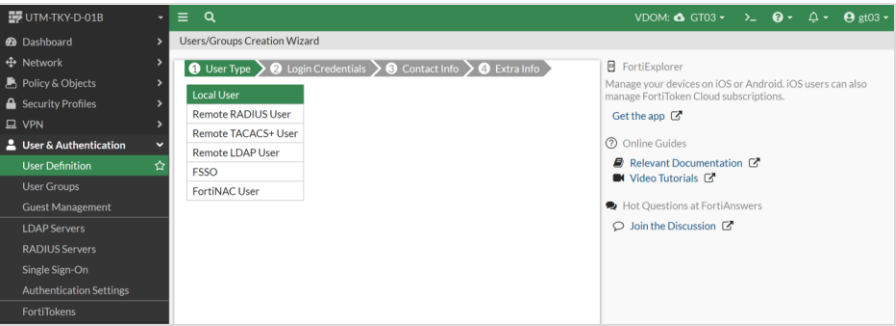 UTM-TKY-D-01B
VDOM: GT03
>_
gt03
Dashboard
Network
Policy & Objects
Security Profiles
VPN
User & Authentication
User Definition
User Groups
Guest Management
LDAP Servers
RADIUS Servers
Single Sign-On
Authentication Settings
FortiTokens
Users/Groups Creation Wizard
1 User Type 2 Login Credentials 3 Contact Info 4 Extra Info
Local User
Remote RADIUS User
Remote TACACS+ User
Remote LDAP User
FSSO
FortiNAC User
FortiExplorer
Manage your devices on iOS or Android. iOS users can also
manage FortiToken Cloud subscriptions.
Get the app
Online Guides
Relevant Documentation
Video Tutorials
Hot Questions at FortiAnswers
Join the Discussion